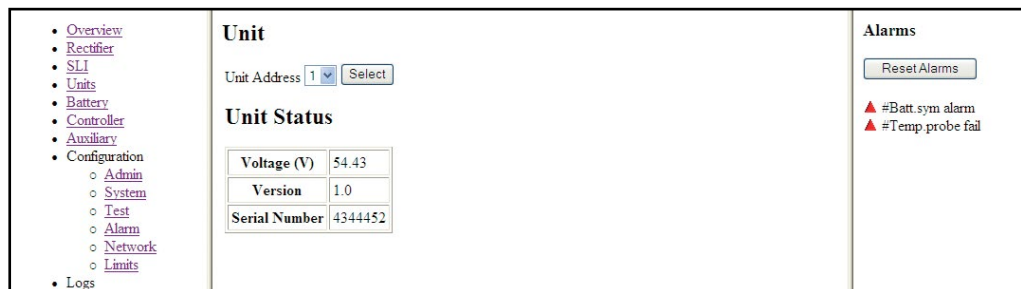 Overview
Rectifier
SLI
Units
Battery
Controller
Auxiliary
Configuration
Admin
System
Test
Alarm
Network
Limits
Logs
Unit
Unit Address 1 Select
Unit Status
Voltage (V) 54.43
Version 1.0
Serial Number 4344452
Alarms
Reset Alarms
#Batt.sym alarm
#Temp.probe fail